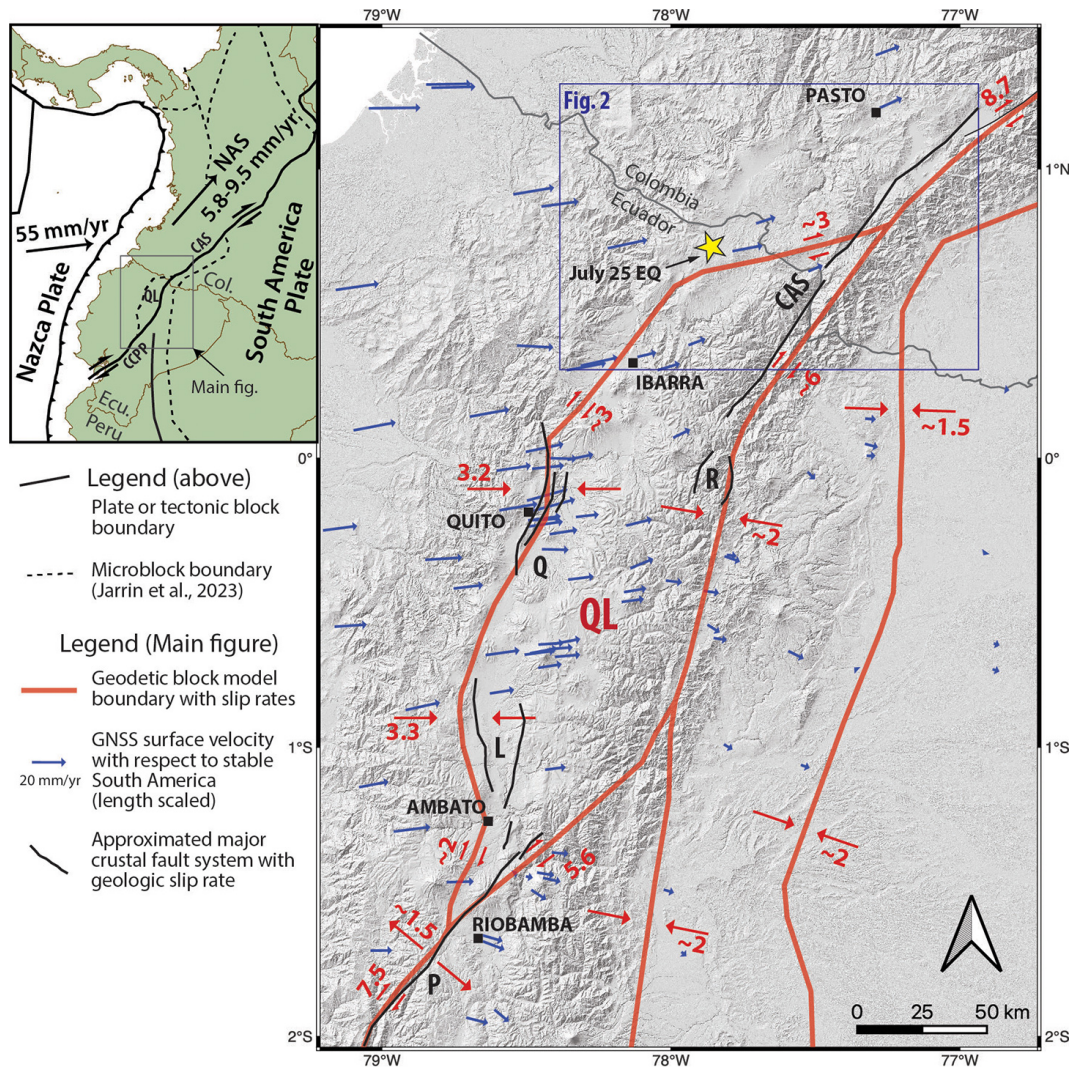 79°W
78°W
77°W
1°N
0°
1°S
2°S
79°W
78°W
77°W
NAS
5.8-9.5 mm/yr
55 mm/yr
Nazca Plate
South America
Plate
CAS
QL
Col.
CCPP
Main fig.
Ecu.
Peru
Legend (above)
Plate or tectonic block
boundary
Microblock boundary
(Jarrin et al., 2023)
Legend (Main figure)
Geodetic block model
boundary with slip rates
GNSS surface velocity
with respect to stable
South America
(length scaled)
20 mm/yr
Approximated major
crustal fault system with
geologic slip rate
Fig. 2
PASTO
8.7
Colombia
Ecuador
~3
July 25 EQ
CAS
IBARRA
~6
~3
~1.5
3.2
R
QUITO
~2
Q
QL
3.3
L
AMBATO
~2
~2
5.6
~1.5
RIOBAMBA
~2
7.5
P
0 25 50 km